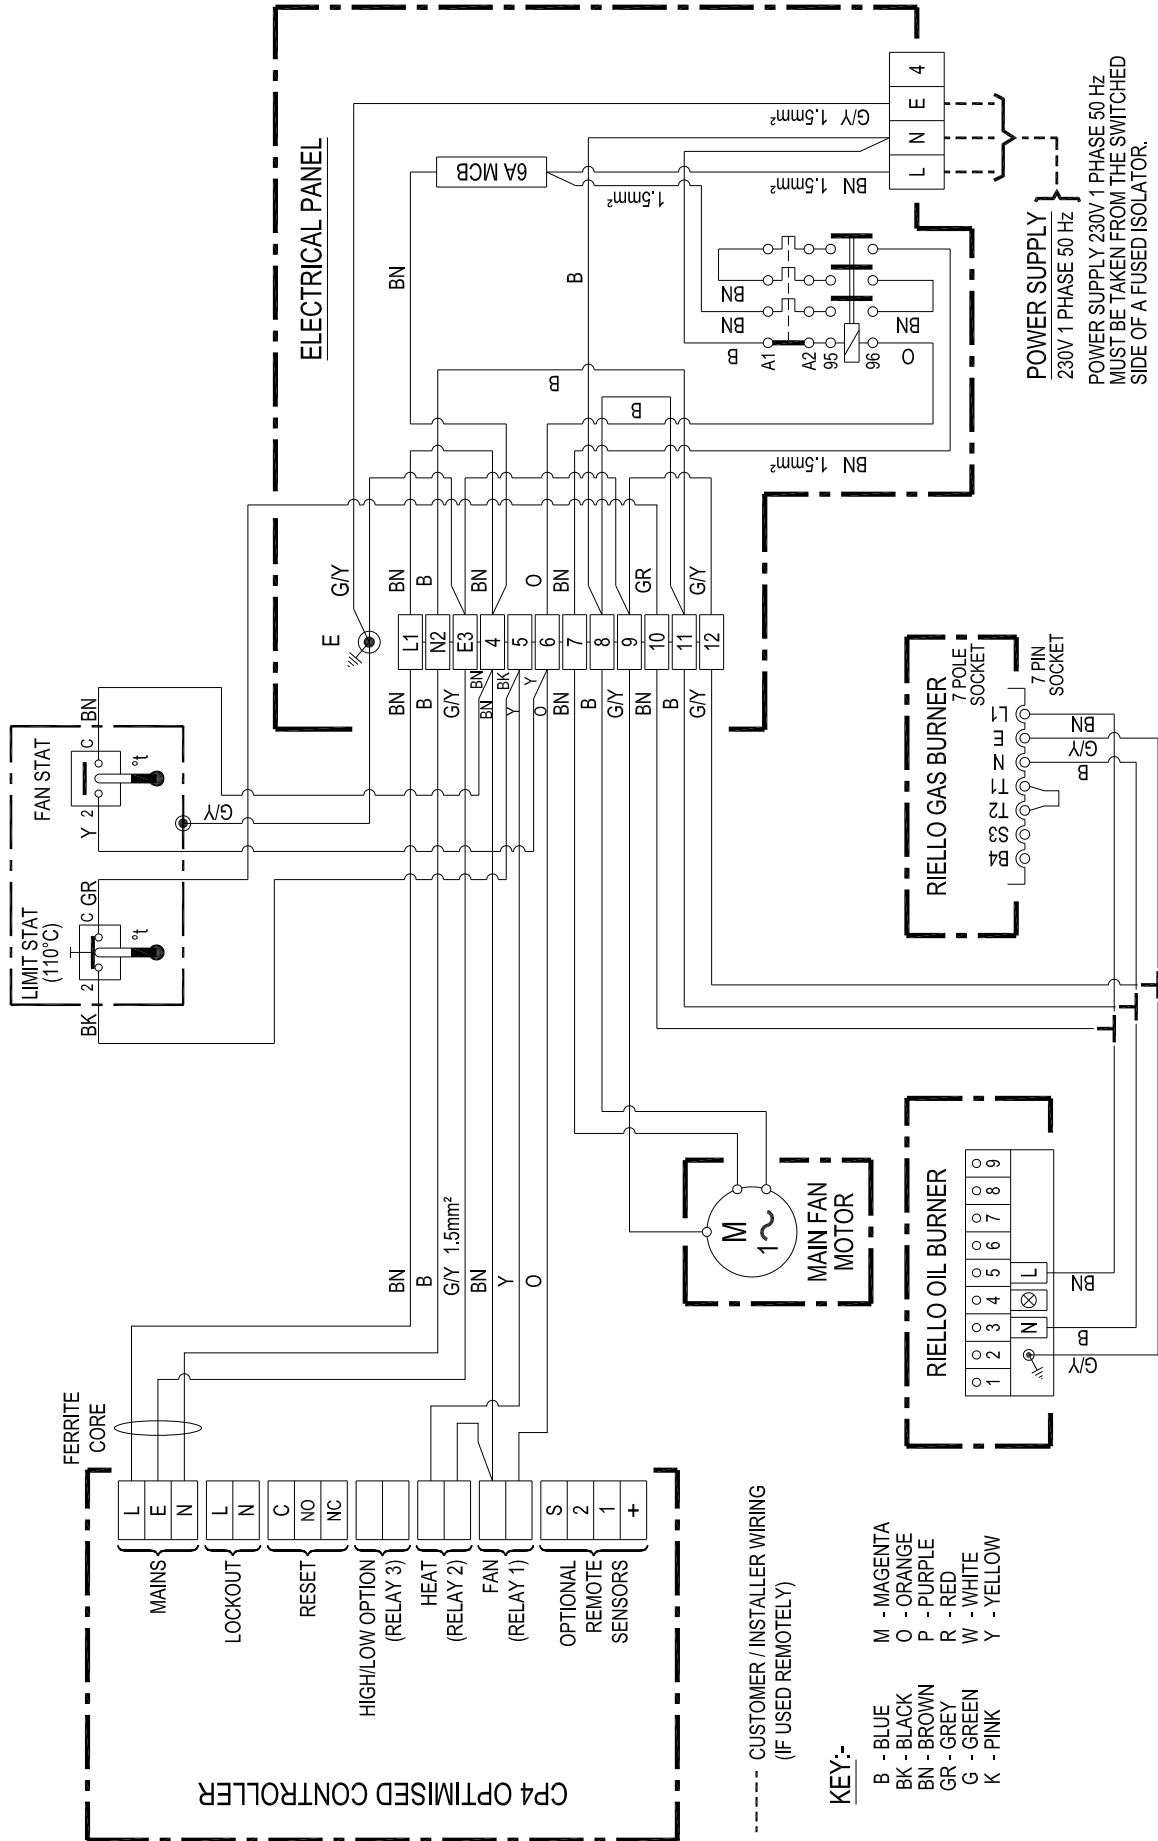 ELECTRICAL PANEL
6A MCB
BN
B
G/Y 1.5mm²
BN 1.5mm²
1.5mm²
L
N
E
4
POWER SUPPLY
230V 1 PHASE 50 Hz
POWER SUPPLY 230V 1 PHASE 50 Hz
MUST BE TAKEN FROM THE SWITCHED
SIDE OF A FUSED ISOLATOR.
BN
BN
B
A1
A2
95
96
BN
O
B
B
BN 1.5mm²
E
G/Y
BN
B
BN
O
BN
GR
G/Y
L1
N2
E3
4
5
6
7
8
9
10
11
12
BN
B
G/Y
BN
BN
BK
Y
Y
O
BN
B
G/Y
BN
B
G/Y
FAN STAT
BN
C
2
Y
°t
G/Y
LIMIT STAT
(110°C)
GR
C
2
BK
°t
RIELLO GAS BURNER
7 POLE
SOCKET
7 PIN
SOCKET
L1
E
N
T1
T2
S3
B4
BN
G/Y
B
RIELLO OIL BURNER
1
2
3
4
5
6
7
8
9
N
L
BN
B
G/Y
M
1~
MAIN FAN
MOTOR
BN
B
G/Y 1.5mm²
BN
Y
O
FERRITE
CORE
L
E
N
MAINS
L
N
LOCKOUT
C
NO
NC
RESET
HIGH/LOW OPTION
(RELAY 3)
HEAT
(RELAY 2)
FAN
(RELAY 1)
S
2
1
+
OPTIONAL
REMOTE
SENSORS
CP4 OPTIMISED CONTROLLER
CUSTOMER / INSTALLER WIRING
(IF USED REMOTELY)
KEY:-
B - BLUE
BK - BLACK
BN - BROWN
GR - GREY
G - GREEN
K - PINK
M - MAGENTA
O - ORANGE
P - PURPLE
R - RED
W - WHITE
Y - YELLOW